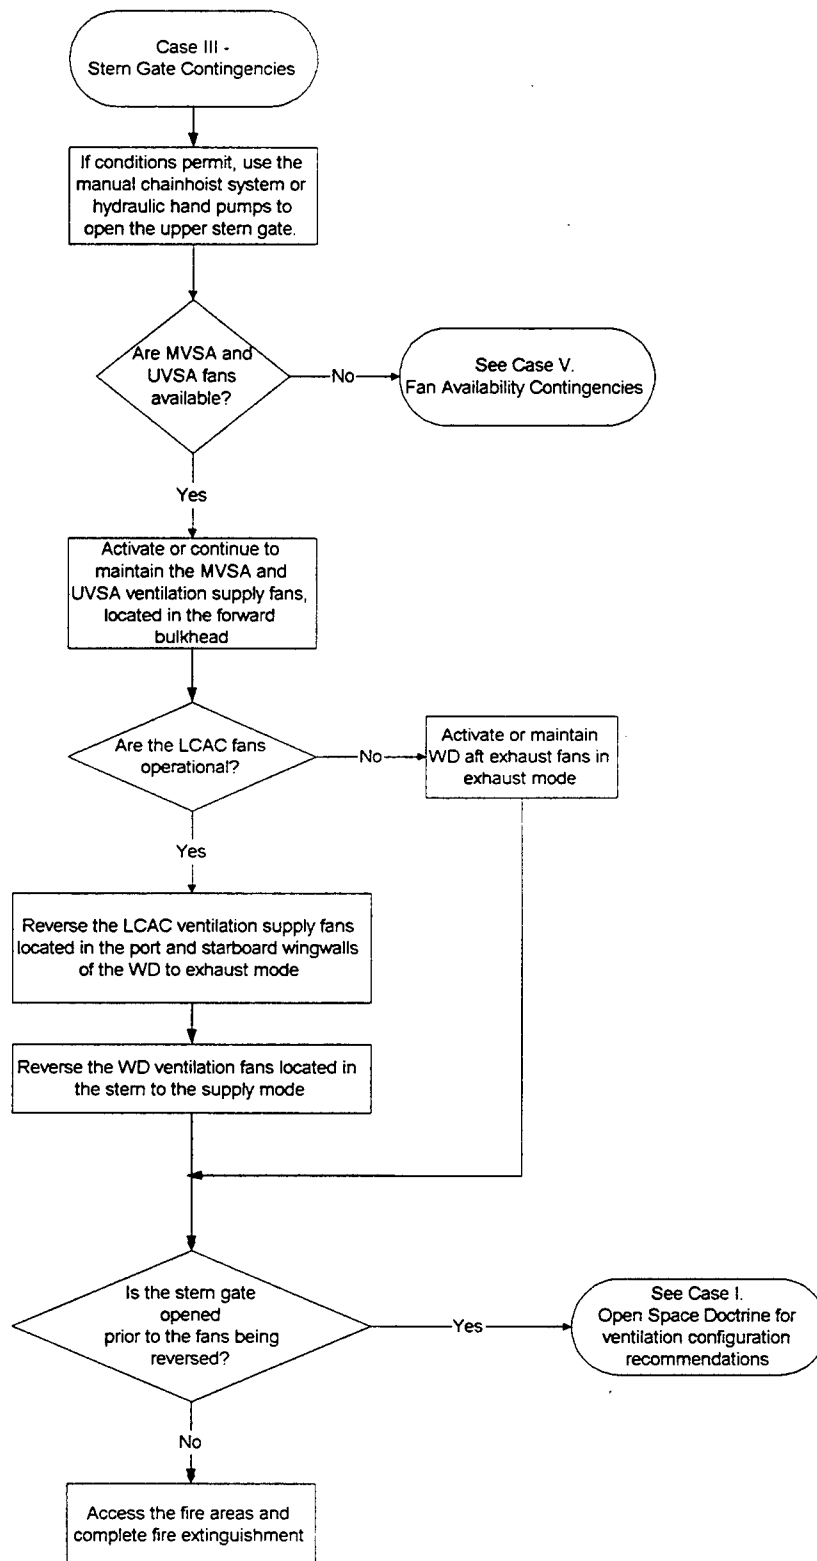 Case III -
Stern Gate Contingencies
If conditions permit, use the
manual chainhoist system or
hydraulic hand pumps to
open the upper stern gate.
Are MVSA and
UVSA fans
available?
No
See Case V.
Fan Availability Contingencies
Yes
Activate or continue to
maintain the MVSA and
UVSA ventilation supply fans,
located in the forward
bulkhead
Are the LCAC fans
operational?
No
Activate or maintain
WD aft exhaust fans in
exhaust mode
Yes
Reverse the LCAC ventilation supply fans
located in the port and starboard wingwalls
of the WD to exhaust mode
Reverse the WD ventilation fans located in
the stern to the supply mode
Is the stern gate
opened
prior to the fans being
reversed?
Yes
See Case I.
Open Space Doctrine for
ventilation configuration
recommendations
No
Access the fire areas and
complete fire extinguishment